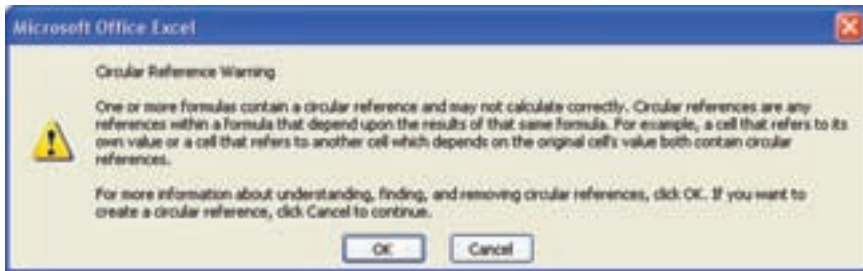 Microsoft Office Excel
Circular Reference Warning
One or more formulas contain a circular reference and may not calculate correctly. Circular references are any
references within a formula that depend upon the results of that same formula. For example, a cell that refers to its
own value or a cell that refers to another cell which depends on the original cell's value both contain circular
references.
For more information about understanding, finding, and removing circular references, click OK. If you want to
create a circular reference, click Cancel to continue.
OK
Cancel